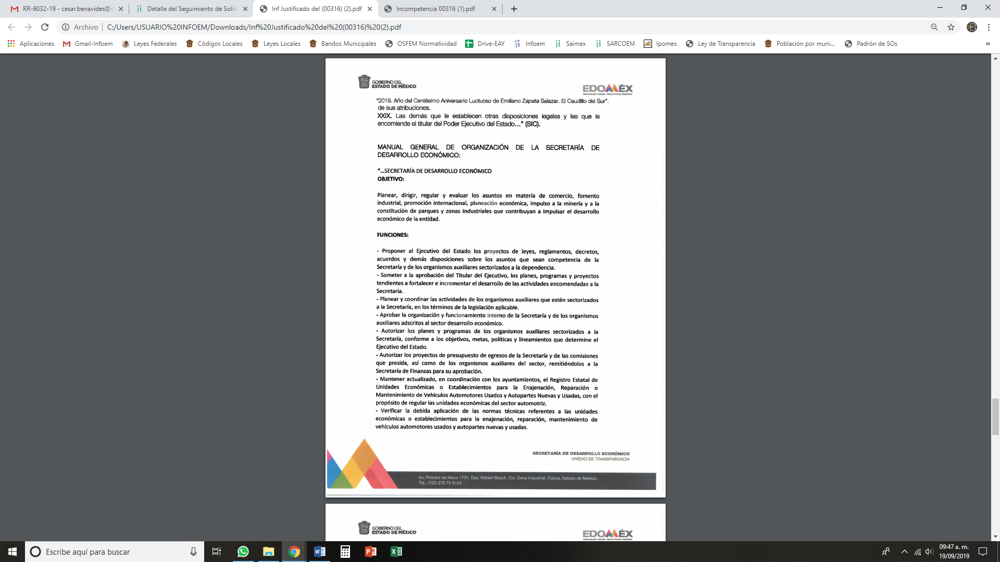 RR-6032-19 - cesar.benavides@i
Detalle del Seguimiento de Solici
Inf Justificado del (00316) (2).pdf
Incompetencia 00316 (1).pdf
Archivo
C:/Users/USUARIO%20INFOEM/Downloads/Inf%20Justificado%20del%20(00316)%20(2).pdf
Aplicaciones
Gmail-Infoem
Leyes Federales
Códigos Locales
Leyes Locales
Bandos Municipales
OSFEM Normatividad
Drive-EAY
Infoem
Saimex
SARCOEM
Ipomex
Ley de Transparencia
Población por muni...
Padrón de SOs
»
GOBIERNO DEL
ESTADO DE MÉXICO
EDOMÉX
"2019. Año del Centésimo Aniversario Luctuoso de Emiliano Zapata Salazar. El Caudillo del Sur".
de sus atribuciones.
XXIX. Las demás que le establecen otras disposiciones legales y las que le
encomiende el titular del Poder Ejecutivo del Estado..." (SIC).
MANUAL GENERAL DE ORGANIZACIÓN DE LA SECRETARÍA DE
DESARROLLO ECONÓMICO:
"...SECRETARÍA DE DESARROLLO ECONÓMICO
OBJETIVO:
Planear, dirigir, regular y evaluar los asuntos en materia de comercio, fomento
industrial, promoción internacional, planeación económica, impulso a la minería y a la
constitución de parques y zonas industriales que contribuyan a impulsar el desarrollo
económico de la entidad.
FUNCIONES:
- Proponer al Ejecutivo del Estado los proyectos de leyes, reglamentos, decretos,
acuerdos y demás disposiciones sobre los asuntos que sean competencia de la
Secretaría y de los organismos auxiliares sectorizados a la dependencia.
- Someter a la aprobación del Titular del Ejecutivo, los planes, programas y proyectos
tendientes a fortalecer e incrementar el desarrollo de las actividades encomendadas a la
Secretaría.
- Planear y coordinar las actividades de los organismos auxiliares que estén sectorizados
a la Secretaría, en los términos de la legislación aplicable.
- Aprobar la organización y funcionamiento interno de la Secretaría y de los organismos
auxiliares adscritos al sector desarrollo económico.
- Autorizar los planes y programas de los organismos auxiliares sectorizados a la
Secretaría, conforme a los objetivos, metas, políticas y lineamientos que determine el
Ejecutivo del Estado.
- Autorizar los proyectos de presupuesto de egresos de la Secretaría y de las comisiones
que presida, así como de los organismos auxiliares del sector, remitiéndolos a la
Secretaría de Finanzas para su aprobación.
- Mantener actualizado, en coordinación con los ayuntamientos, el Registro Estatal de
Unidades Económicas o Establecimientos para la Enajenación, Reparación o
Mantenimiento de Vehículos Automotores Usados y Autopartes Nuevas y Usadas, con el
propósito de regular las unidades económicas del sector automotriz.
- Verificar la debida aplicación de las normas técnicas referentes a las unidades
económicas o establecimientos para la enajenación, reparación, mantenimiento de
vehículos automotores usados y autopartes nuevas y usadas.
SECRETARÍA DE DESARROLLO ECONÓMICO
UNIDAD DE TRANSPARENCIA
Av. Primero de Mayo 1731, Esq. Robert Bosch, Col. Zona Industrial, Toluca, Estado de México.
Tel.: (722) 275 75 8103
GOBIERNO DEL
ESTADO DE MÉXICO
EDOMÉX
Escribe aquí para buscar
09:47 a. m.
19/09/2019